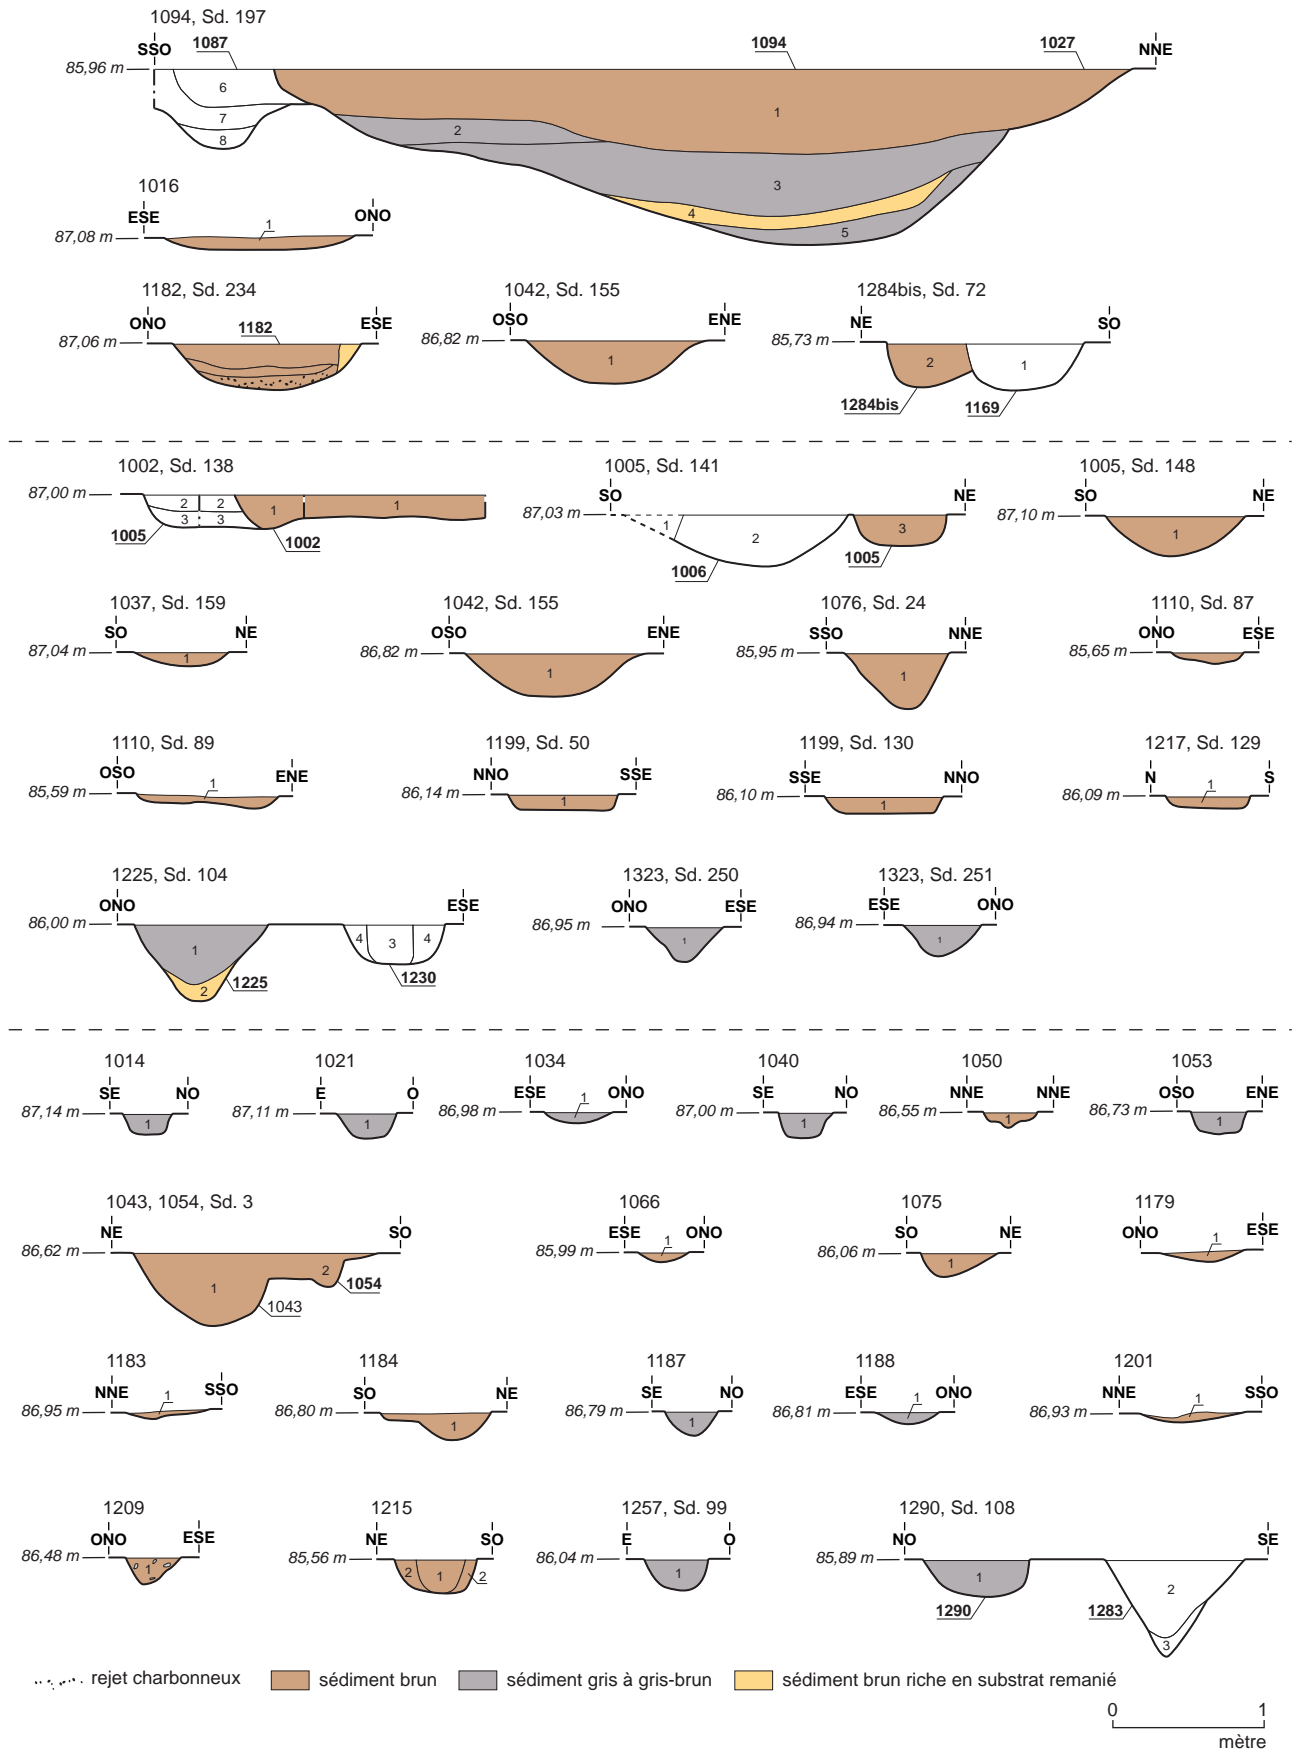 1094, Sd. 197
SSO 1087 1094 1027 NNE
85,96 m
6
1
7
2
8
3
4
5
1016
ESE ONO
1
87,08 m
1182, Sd. 234
ONO 1182 ESE
87,06 m
1042, Sd. 155
OSO ENE
86,82 m
1
1284bis, Sd. 72
NE SO
85,73 m
2 1
1284bis 1169
1002, Sd. 138
87,00 m
2 2 1 1
3 3
1005 1002
1005, Sd. 141
SO NE
87,03 m
1 2 3
1006 1005
1005, Sd. 148
SO NE
87,10 m
1
1037, Sd. 159
SO NE
87,04 m
1
1042, Sd. 155
OSO ENE
86,82 m
1
1076, Sd. 24
SSO NNE
85,95 m
1
1110, Sd. 87
ONO ESE
85,65 m
1110, Sd. 89
OSO ENE
1
85,59 m
1199, Sd. 50
NNO SSE
86,14 m
1
1199, Sd. 130
SSE NNO
86,10 m
1
1217, Sd. 129
N S
1
86,09 m
1225, Sd. 104
ONO ESE
86,00 m
1 4 3 4
2
1225 1230
1323, Sd. 250
ONO ESE
86,95 m
1
1323, Sd. 251
ESE ONO
86,94 m
1
1014
SE NO
87,14 m
1
1021
E O
87,11 m
1
1034
ESE ONO
1
86,98 m
1040
SE NO
87,00 m
1
1050
NNE NNE
86,55 m
1
1053
OSO ENE
86,73 m
1
1043, 1054, Sd. 3
NE SO
86,62 m
1 2
1054
1043
1066
ESE ONO
1
85,99 m
1075
SO NE
86,06 m
1
1179
ONO ESE
1
86,92 m
1183
NNE SSO
1
86,95 m
1184
SO NE
86,80 m
1
1187
SE NO
86,79 m
1
1188
ESE ONO
1
86,81 m
1201
NNE SSO
1
86,93 m
1209
ONO ESE
86,48 m
1
1215
NE SO
85,56 m
2 1 2
1257, Sd. 99
E O
86,04 m
1
1290, Sd. 108
NO SE
85,89 m
1 2
3
1290 1283
rejet charbonneux sédiment brun sédiment gris à gris-brun sédiment brun riche en substrat remanié
0 1
mètre